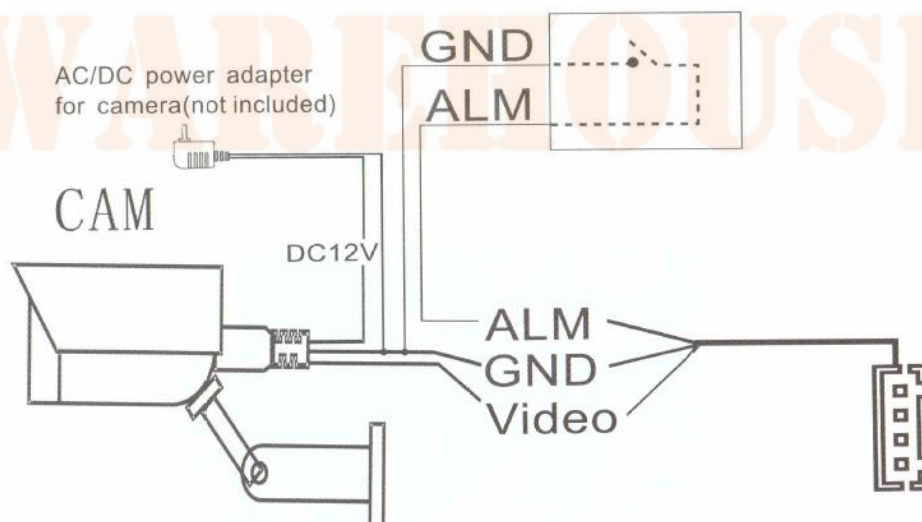 WAREHOUSE
GND
AC/DC power adapter
for camera(not included)
ALM
CAM
DC12V
ALM
GND
Video